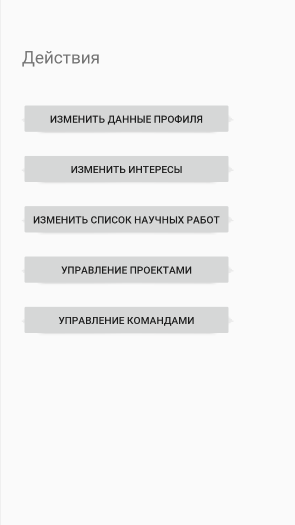 Действия
ИЗМЕНИТЬ ДАННЫЕ ПРОФИЛЯ
ИЗМЕНИТЬ ИНТЕРЕСЫ
ИЗМЕНИТЬ СПИСОК НАУЧНЫХ РАБОТ
УПРАВЛЕНИЕ ПРОЕКТАМИ
УПРАВЛЕНИЕ КОМАНДАМИ